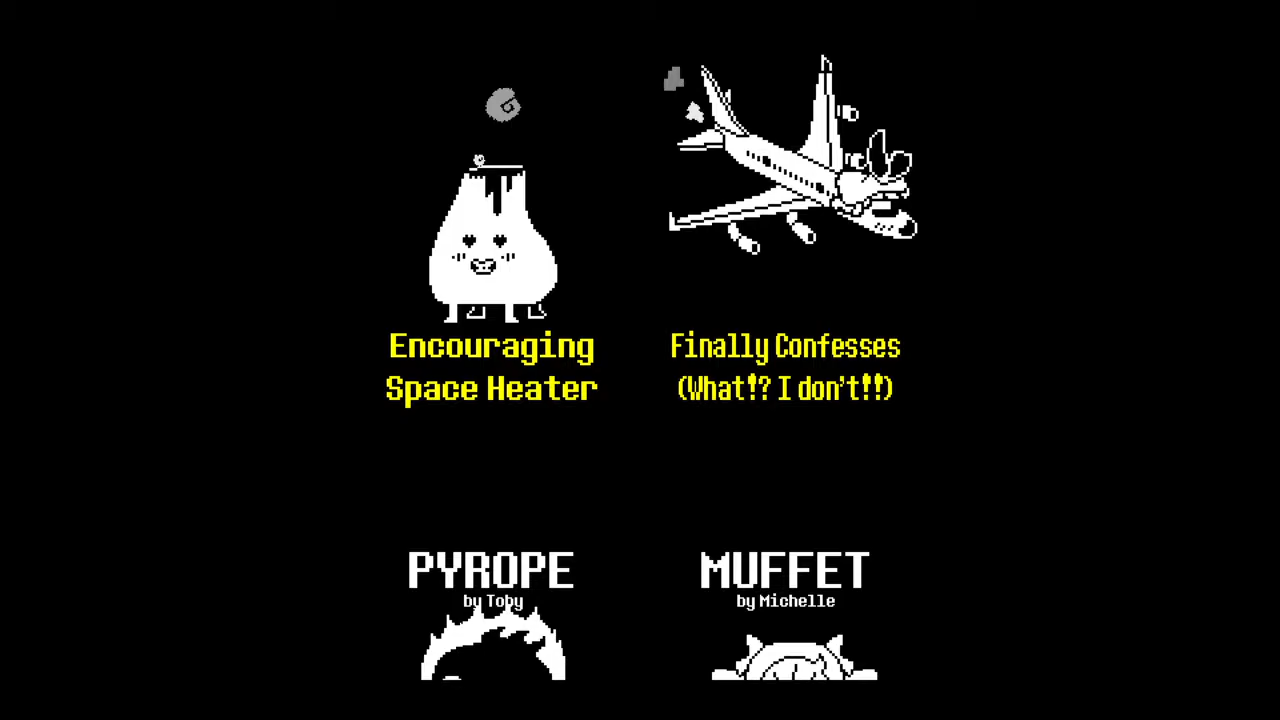 Encouraging
Space Heater
Finally Confesses
(What!? I don't!!)
PYROPE
by Toby
MUFFET
by Michelle